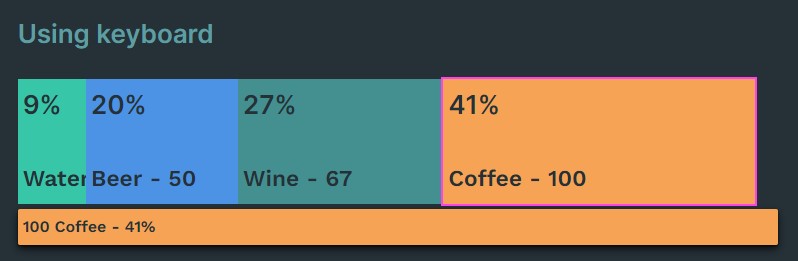 Using keyboard
9% 20% 27% 41%
Water Beer - 50 Wine - 67 Coffee - 100
100 Coffee - 41%